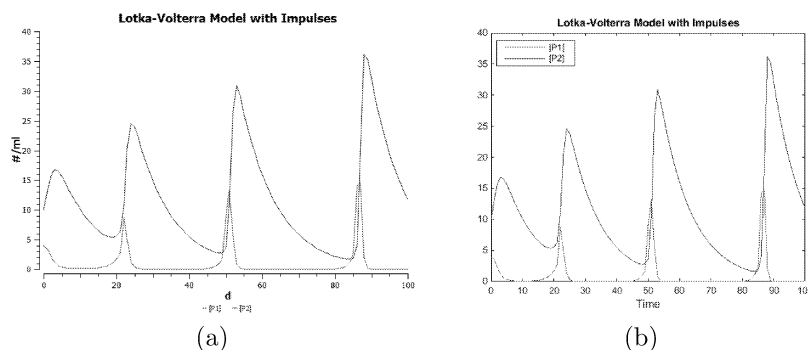 Lotka-Volterra Model with Impulses
40
35
30
25
20
15
10
5
0
#/ml
0 20 40 60 80 100
d
[P1] [P2]
(a)
Lotka-Volterra Model with Impulses
[P1]
[P2]
40
35
30
25
20
15
10
5
0
0 10 20 30 40 50 60 70 80 90 100
Time
(b)